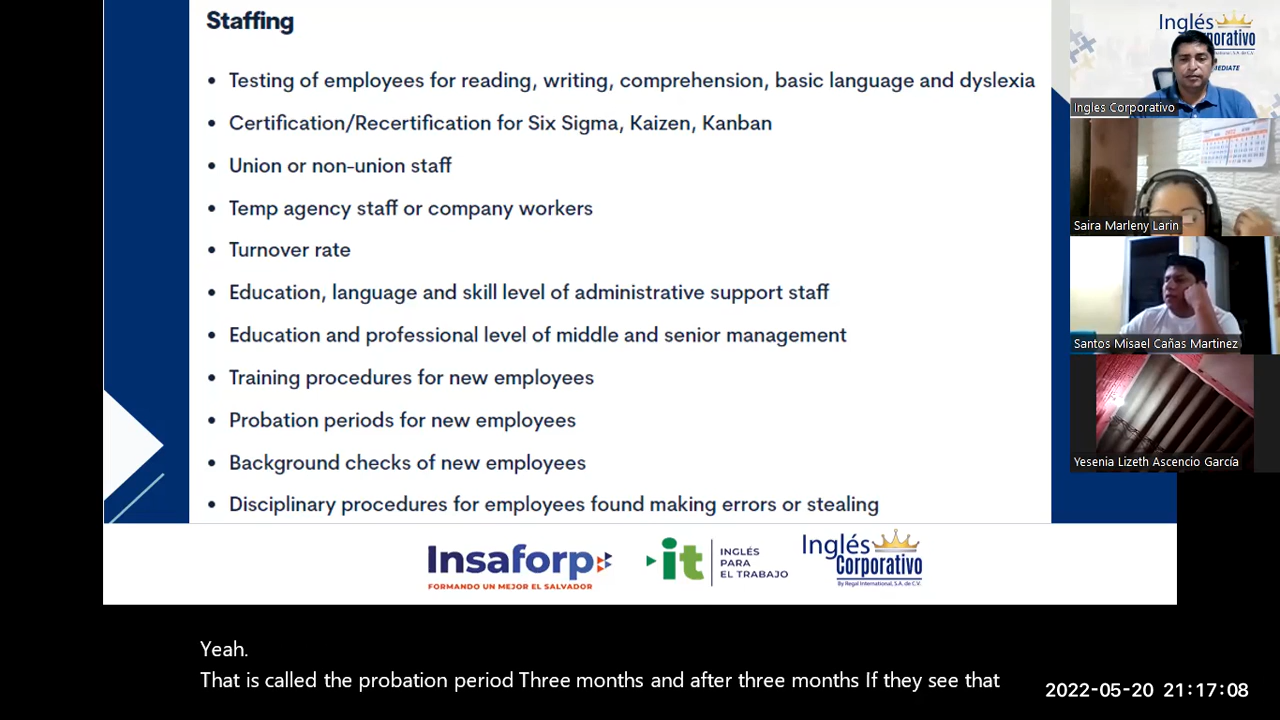 Staffing
• Testing of employees for reading, writing, comprehension, basic language and dyslexia
• Certification/Recertification for Six Sigma, Kaizen, Kanban
• Union or non-union staff
• Temp agency staff or company workers
• Turnover rate
• Education, language and skill level of administrative support staff
• Education and professional level of middle and senior management
• Training procedures for new employees
• Probation periods for new employees
• Background checks of new employees
• Disciplinary procedures for employees found making errors or stealing
Insaforp
FORMANDO UN MEJOR EL SALVADOR
it
INGLÉS
PARA
EL TRABAJO
Inglés
Corporativo
By Regal International, S.A. de C.V.
Inglés
Ingles Corporativo
Saira Marleny Larin
Santos Misael Cañas Martinez
Yesenia Lizeth Ascencio García
Yeah.
That is called the probation period Three months and after three months If they see that
2022-05-20 21:17:08